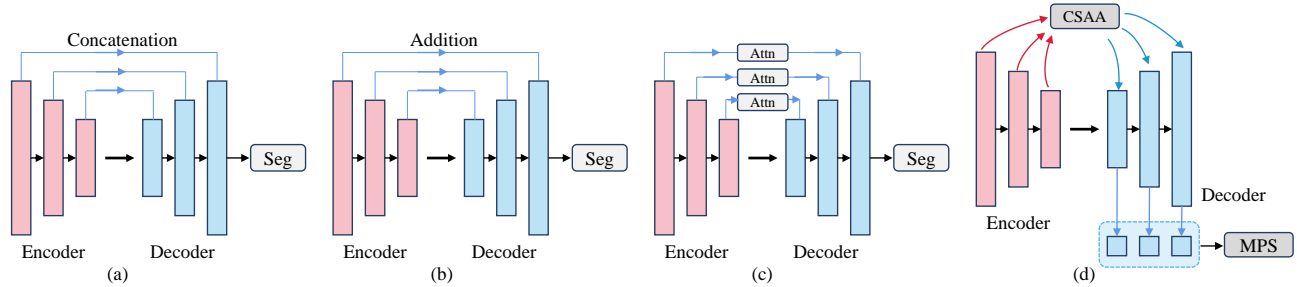 Concatenation
Seg
Encoder
Decoder
(a)
Addition
Seg
Encoder
Decoder
(b)
Attn
Attn
Attn
Seg
Encoder
Decoder
(c)
CSAA
Encoder
Decoder
MPS
(d)